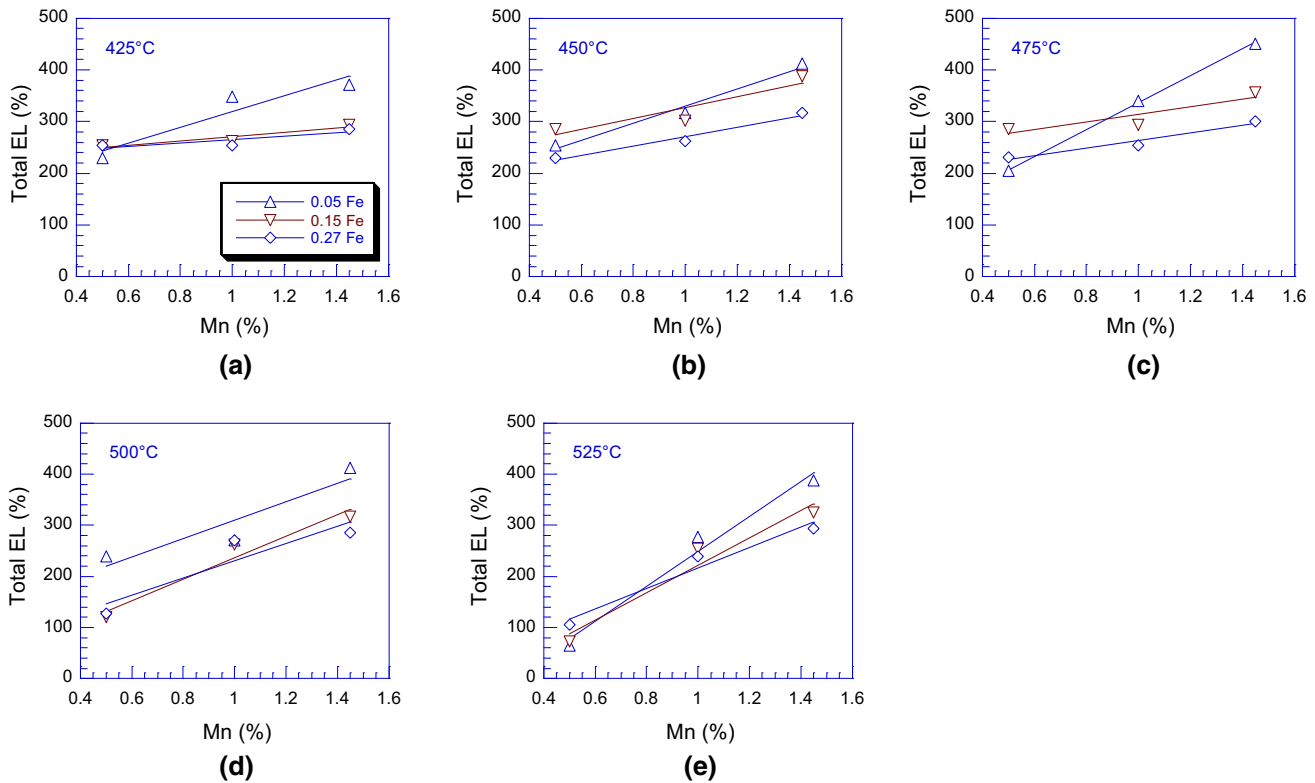 425°C
Total EL (%)
500
400
300
200
100
0
0.05 Fe
0.15 Fe
0.27 Fe
0.4 0.6 0.8 1 1.2 1.4 1.6
Mn (%)
(a)
450°C
Total EL (%)
500
400
300
200
100
0
0.4 0.6 0.8 1 1.2 1.4 1.6
Mn (%)
(b)
475°C
Total EL (%)
500
400
300
200
100
0
0.4 0.6 0.8 1 1.2 1.4 1.6
Mn (%)
(c)
500°C
Total EL (%)
500
400
300
200
100
0
0.4 0.6 0.8 1 1.2 1.4 1.6
Mn (%)
(d)
525°C
Total EL (%)
500
400
300
200
100
0
0.4 0.6 0.8 1 1.2 1.4 1.6
Mn (%)
(e)